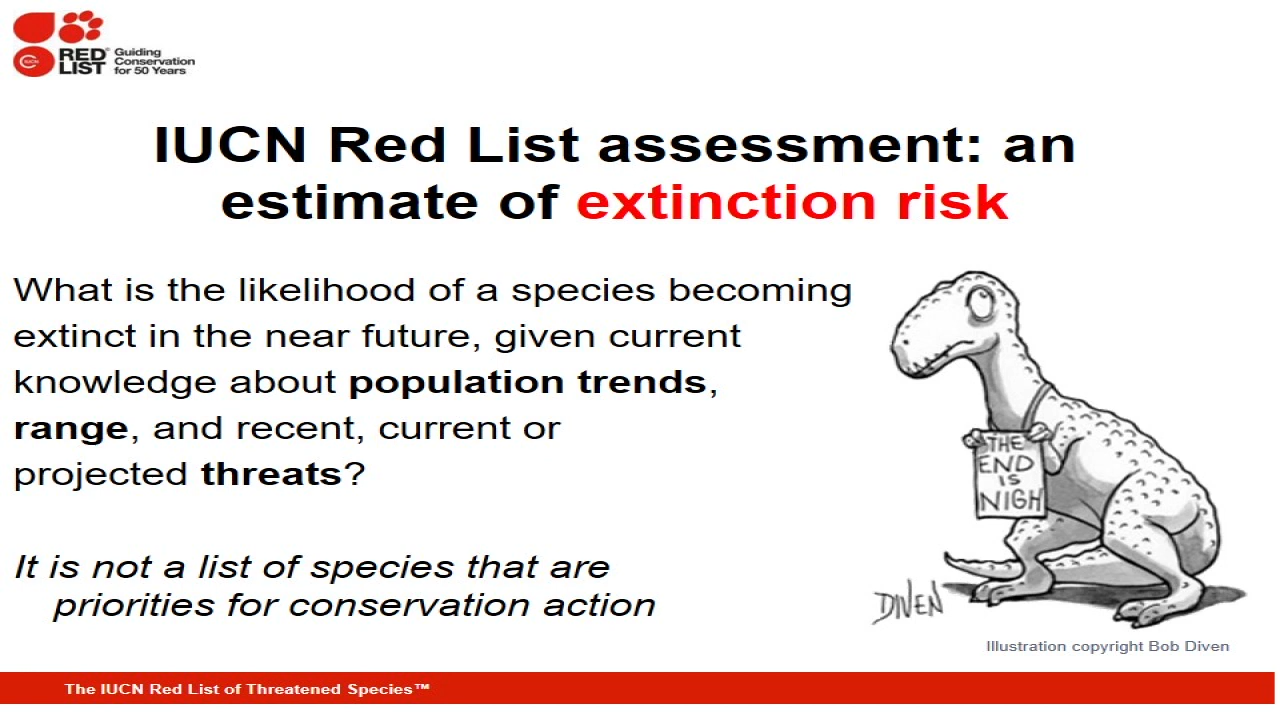 IUCN
RED
LIST
Guiding
Conservation
for 50 Years
IUCN Red List assessment: an
estimate of extinction risk
What is the likelihood of a species becoming
extinct in the near future, given current
knowledge about population trends,
range, and recent, current or
projected threats?
THE
END
IS
NIGH
It is not a list of species that are
priorities for conservation action
DIVEN
Illustration copyright Bob Diven
The IUCN Red List of Threatened Species™